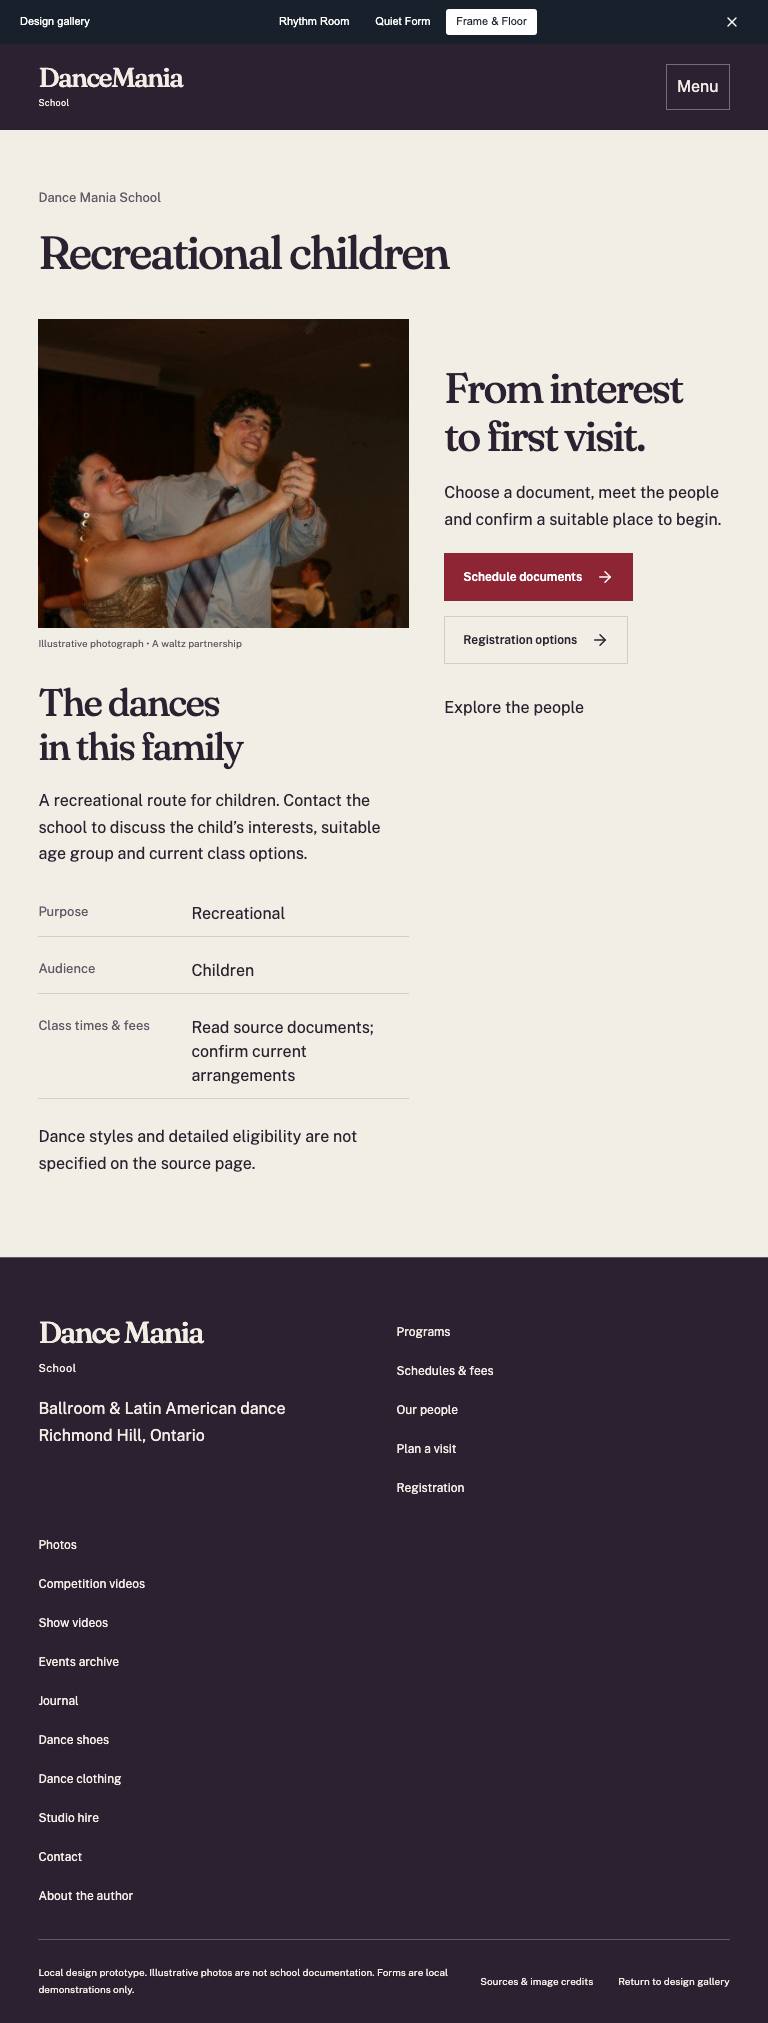 Design gallery
Rhythm Room
Quiet Form
Frame & Floor
DanceMania
School
Menu
Dance Mania School
Recreational children
Illustrative photograph • A waltz partnership
The dances
in this family
A recreational route for children. Contact the
school to discuss the child’s interests, suitable
age group and current class options.
Purpose
Recreational
Audience
Children
Class times & fees
Read source documents;
confirm current
arrangements
Dance styles and detailed eligibility are not
specified on the source page.
From interest
to first visit.
Choose a document, meet the people
and confirm a suitable place to begin.
Schedule documents
Registration options
Explore the people
Dance Mania
School
Ballroom & Latin American dance
Richmond Hill, Ontario
Programs
Schedules & fees
Our people
Plan a visit
Registration
Photos
Competition videos
Show videos
Events archive
Journal
Dance shoes
Dance clothing
Studio hire
Contact
About the author
Local design prototype. Illustrative photos are not school documentation. Forms are local
demonstrations only.
Sources & image credits
Return to design gallery